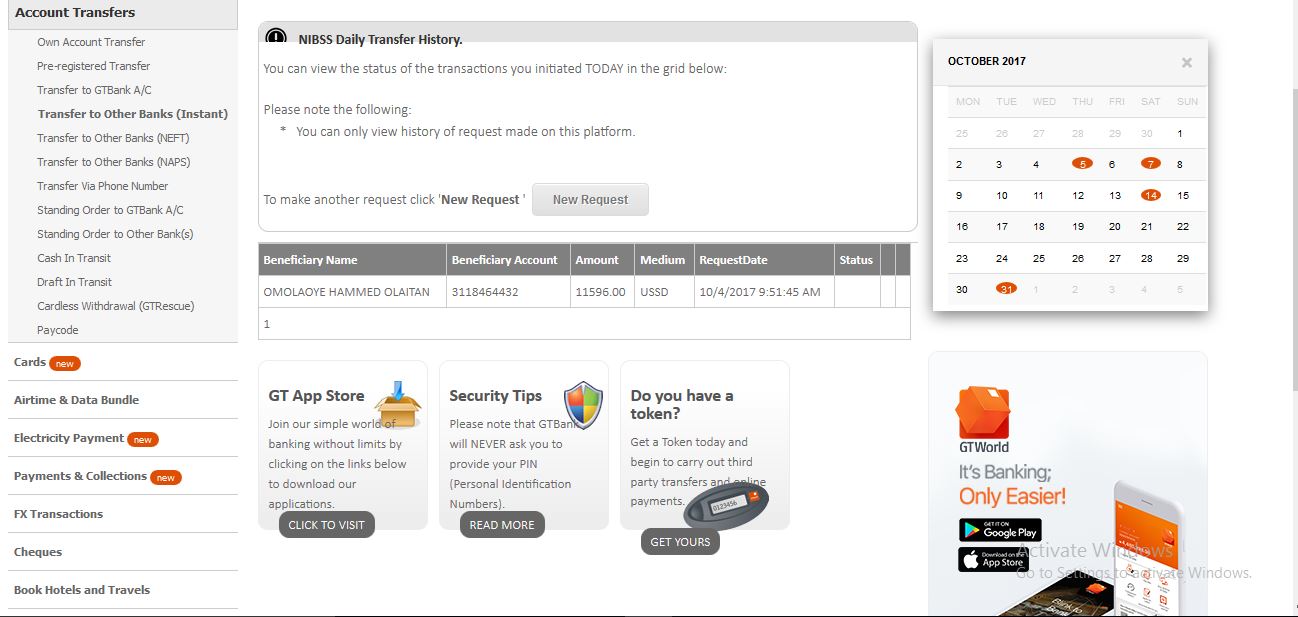 Account Transfers
Own Account Transfer
Pre-registered Transfer
Transfer to GTBank A/C
Transfer to Other Banks (Instant)
Transfer to Other Banks (NEFT)
Transfer to Other Banks (NAPS)
Transfer Via Phone Number
Standing Order to GTBank A/C
Standing Order to Other Bank(s)
Cash In Transit
Draft In Transit
Cardless Withdrawal (GTRescue)
Paycode
Cards new
Airtime & Data Bundle
Electricity Payment new
Payments & Collections new
FX Transactions
Cheques
Book Hotels and Travels
NIBSS Daily Transfer History.
You can view the status of the transactions you initiated TODAY in the grid below:
Please note the following:
* You can only view history of request made on this platform.
To make another request click 'New Request ' New Request
Beneficiary Name Beneficiary Account Amount Medium RequestDate Status
OMOLAOYE HAMMED OLAITAN 3118464432 11596.00 USSD 10/4/2017 9:51:45 AM
1
GT App Store
Join our simple world of
banking without limits by
clicking on the links below
to download our
applications.
CLICK TO VISIT
Security Tips
Please note that GTBank
will NEVER ask you to
provide your PIN
(Personal Identification
Numbers).
READ MORE
Do you have a
token?
Get a Token today and
begin to carry out third
party transfers and online
payments.
0123456
GET YOURS
OCTOBER 2017 ×
MON TUE WED THU FRI SAT SUN
25 26 27 28 29 30 1
2 3 4 5 6 7 8
9 10 11 12 13 14 15
16 17 18 19 20 21 22
23 24 25 26 27 28 29
30 31 1 2 3 4 5
GTWorld
It's Banking;
Only Easier!
GET IT ON
Google Play
Download on the
App Store
Activate Windows
Go to Settings to activate Windows.